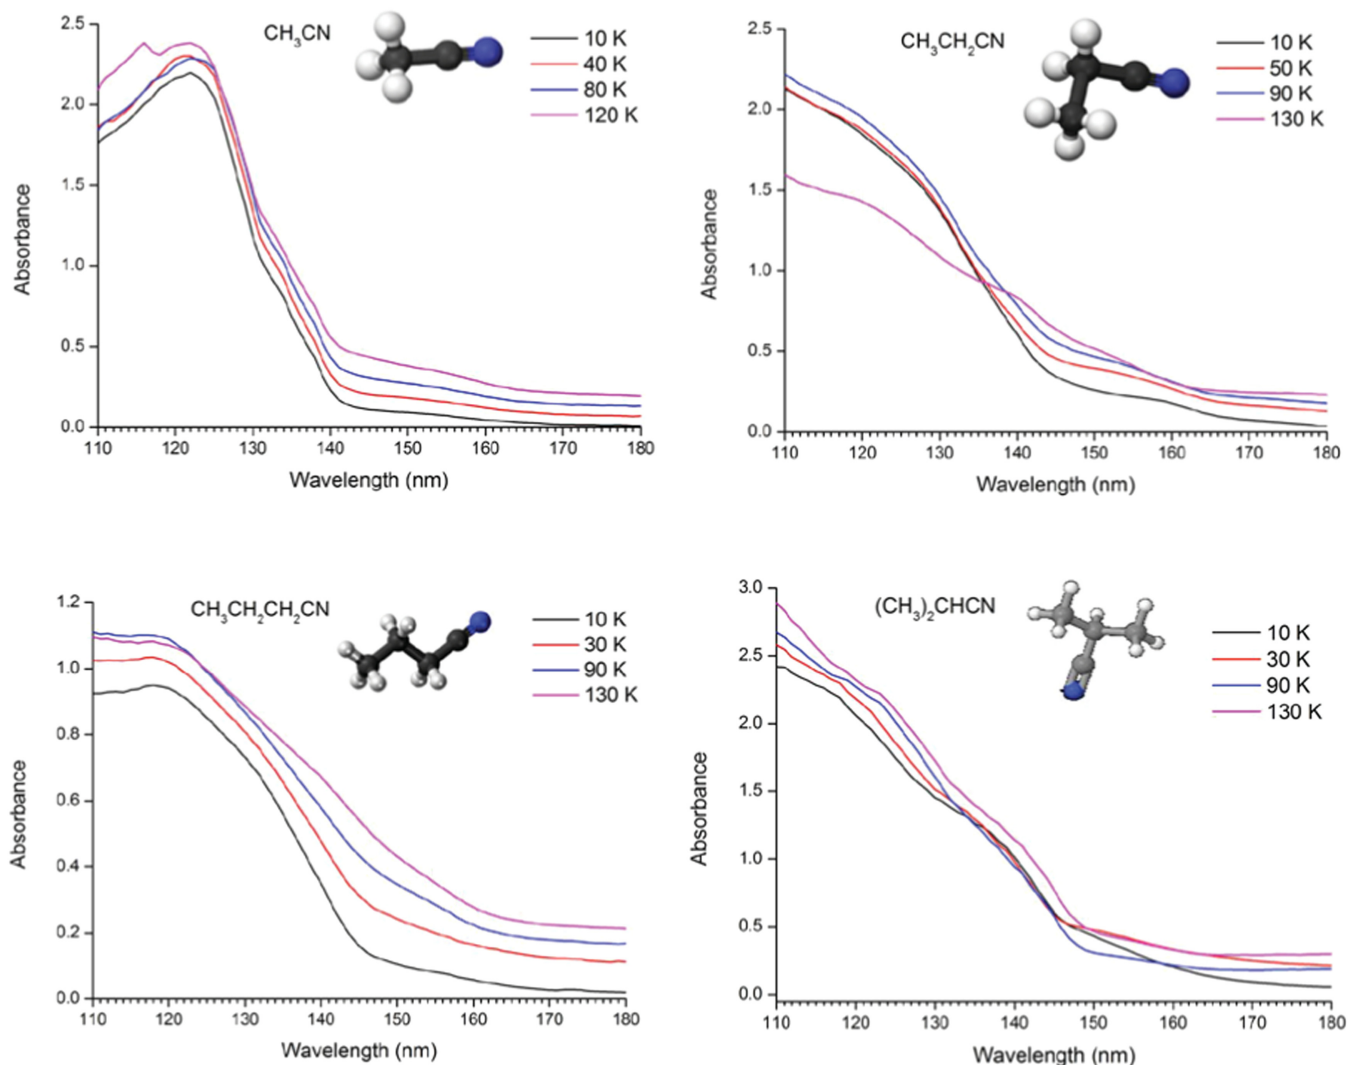 CH₃CN
10 K
40 K
80 K
120 K
2.5
2.0
1.5
1.0
0.5
0.0
Absorbance
110 120 130 140 150 160 170 180
Wavelength (nm)
CH₃CH₂CN
10 K
50 K
90 K
130 K
2.5
2.0
1.5
1.0
0.5
0.0
Absorbance
110 120 130 140 150 160 170 180
Wavelength (nm)
CH₃CH₂CH₂CN
10 K
30 K
90 K
130 K
1.2
1.0
0.8
0.6
0.4
0.2
0.0
Absorbance
110 120 130 140 150 160 170 180
Wavelength (nm)
(CH₃)₂CHCN
10 K
30 K
90 K
130 K
3.0
2.5
2.0
1.5
1.0
0.5
0.0
Absorbance
110 120 130 140 150 160 170 180
Wavelength (nm)